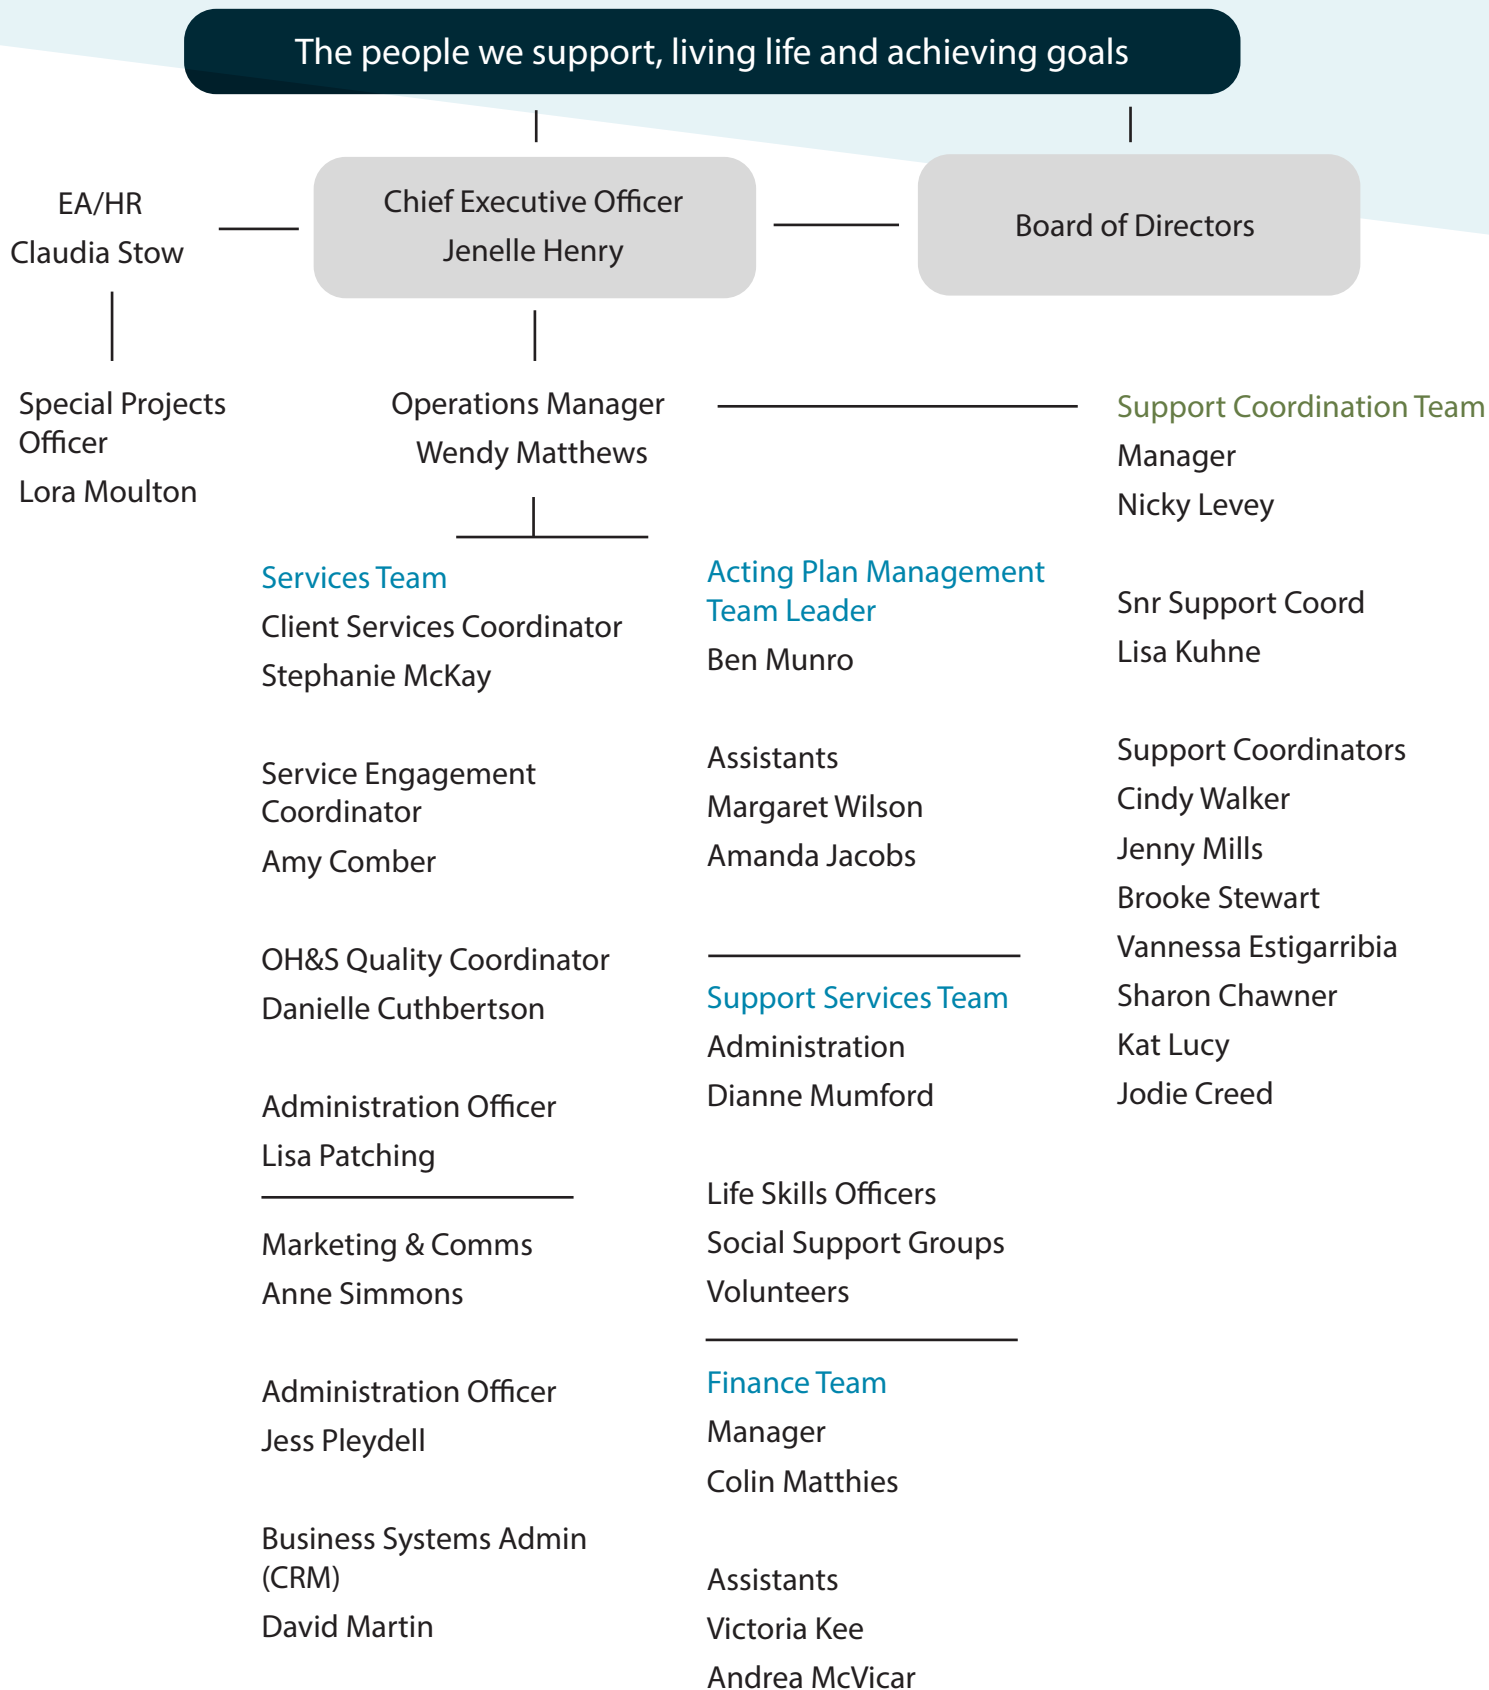 The people we support, living life and achieving goals
EA/HR
Claudia Stow
Chief Executive Officer
Jenelle Henry
Board of Directors
Special Projects
Officer
Lora Moulton
Operations Manager
Wendy Matthews
Support Coordination Team
Manager
Nicky Levey
Snr Support Coord
Lisa Kuhne
Support Coordinators
Cindy Walker
Jenny Mills
Brooke Stewart
Vannessa Estigarribia
Sharon Chawner
Kat Lucy
Jodie Creed
Services Team
Client Services Coordinator
Stephanie McKay
Service Engagement
Coordinator
Amy Comber
OH&S Quality Coordinator
Danielle Cuthbertson
Administration Officer
Lisa Patching
Marketing & Comms
Anne Simmons
Administration Officer
Jess Pleydell
Business Systems Admin
(CRM)
David Martin
Acting Plan Management
Team Leader
Ben Munro
Assistants
Margaret Wilson
Amanda Jacobs
Support Services Team
Administration
Dianne Mumford
Life Skills Officers
Social Support Groups
Volunteers
Finance Team
Manager
Colin Matthies
Assistants
Victoria Kee
Andrea McVicar